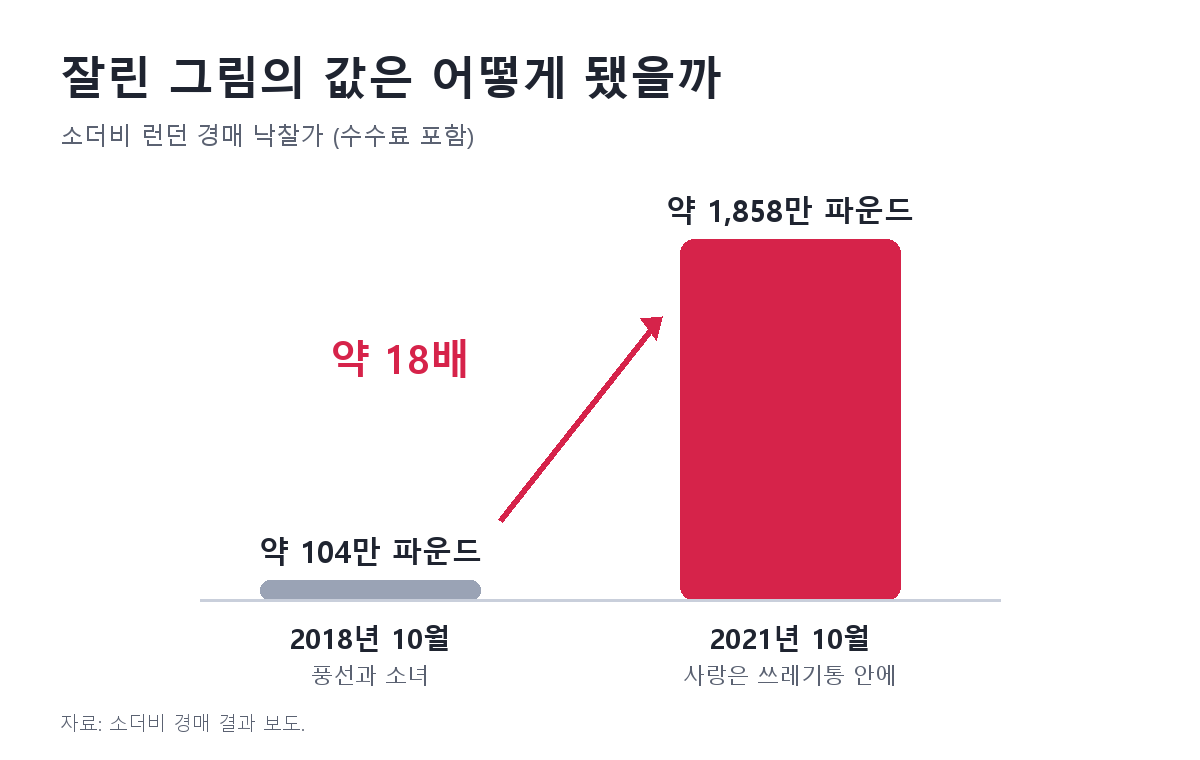 잘린 그림의 값은 어떻게 됐을까
소더비 런던 경매 낙찰가 (수수료 포함)
약 1,858만 파운드
약 18배
약 104만 파운드
2018년 10월
풍선과 소녀
2021년 10월
사랑은 쓰레기통 안에
자료: 소더비 경매 결과 보도.